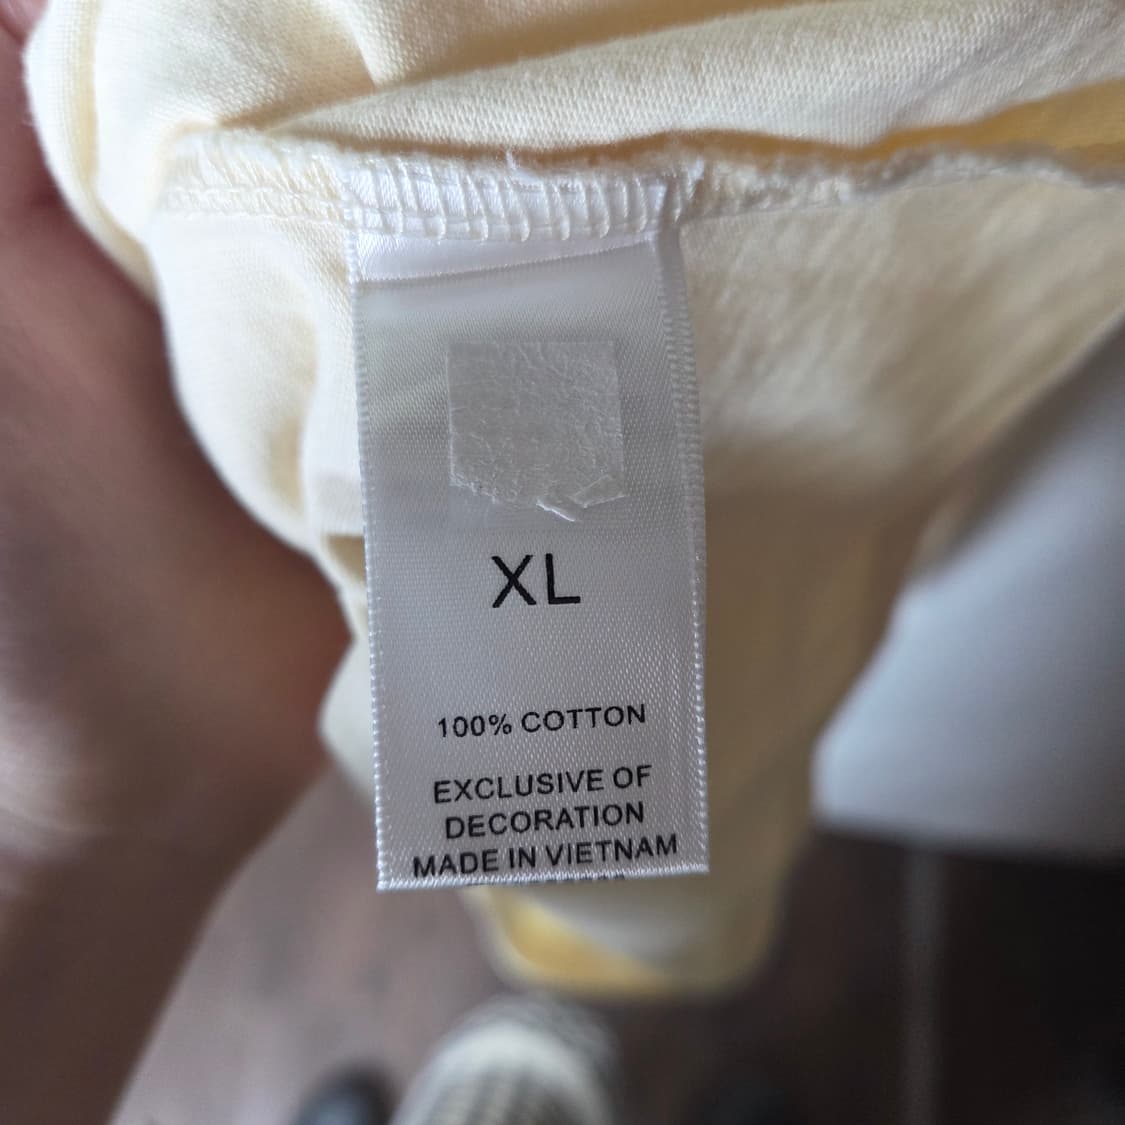 XL
100% COTTON
EXCLUSIVE OF
DECORATION
MADE IN VIETNAM